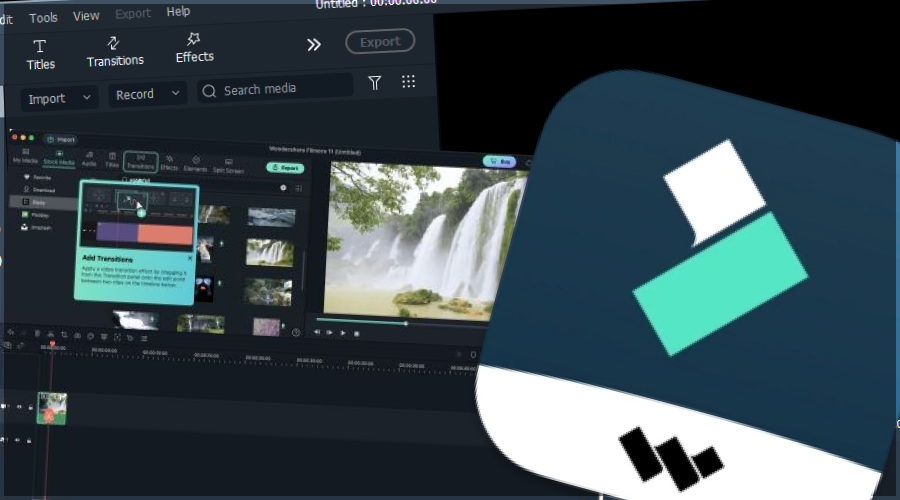 Untitled : 00:00:00:00
dit Tools View Export Help
Titles Transitions Effects Export
Import Record Search media
Import Wondershare Filmora 11 (Untitled)
My Media Stock Media Audio Titles Transitions Effects Elements Split Screen Export Buy
Favorite
Download
Giphy
Pixabay
Unsplash
Add Transitions
Apply a video transition effect by dragging it
from the Transition panel onto the edit point
between two clips on the timeline below.